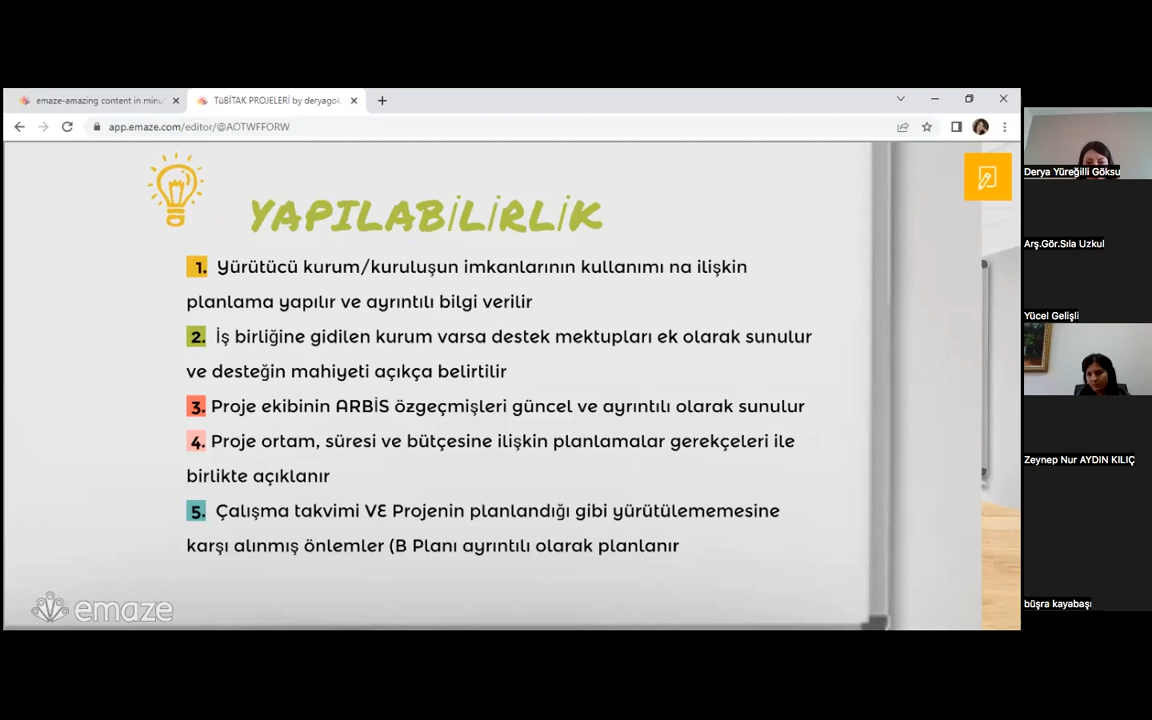 emaze-amazing content in minu
TüBİTAK PROJELERİ by deryagok
app.emaze.com/editor/@AOTWFFORW
YAPILABİLİRLİK
1. Yürütücü kurum/kuruluşun imkanlarının kullanımı na ilişkin
planlama yapılır ve ayrıntılı bilgi verilir
2. İş birliğine gidilen kurum varsa destek mektupları ek olarak sunulur
ve desteğin mahiyeti açıkça belirtilir
3. Proje ekibinin ARBİS özgeçmişleri güncel ve ayrıntılı olarak sunulur
4. Proje ortam, süresi ve bütçesine ilişkin planlamalar gerekçeleri ile
birlikte açıklanır
5. Çalışma takvimi VE Projenin planlandığı gibi yürütülememesine
karşı alınmış önlemler (B Planı ayrıntılı olarak planlanır
emaze
Derya Yüreğilli Göksu
Arş.Gör.Sıla Uzkul
Yücel Gelişli
Zeynep Nur AYDIN KILIÇ
büşra kayabaşı